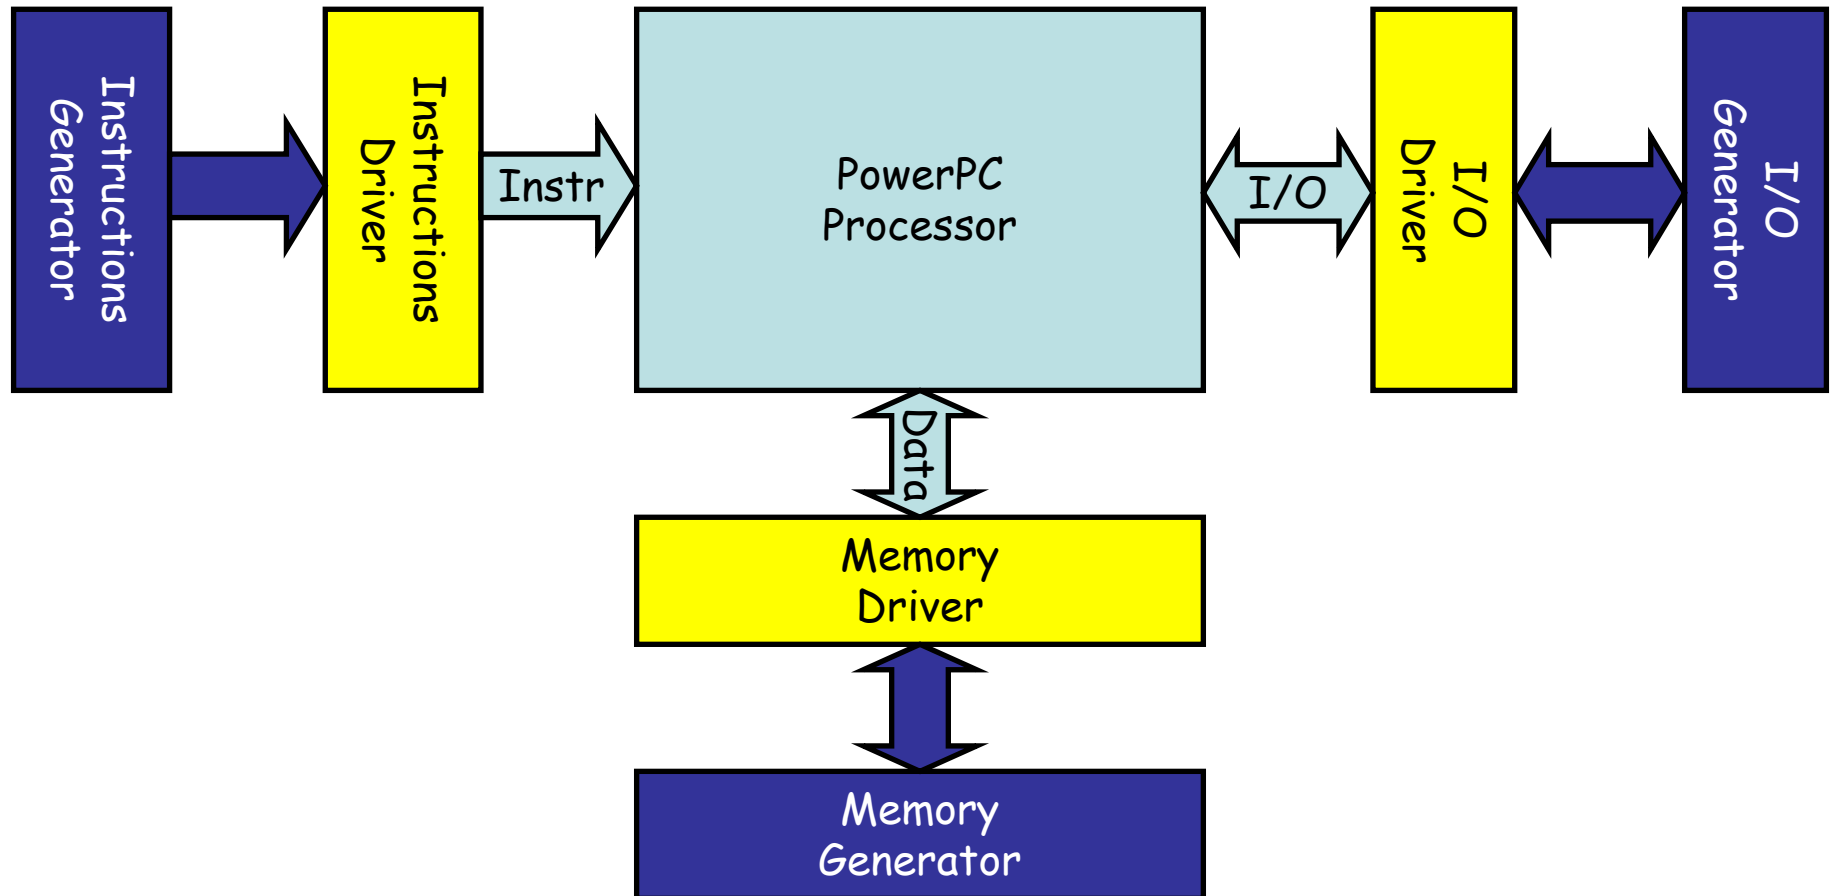 Instructions
Generator
Instructions
Driver
Instr
PowerPC
Processor
I/O
I/O
Driver
I/O
Generator
Data
Memory
Driver
Memory
Generator